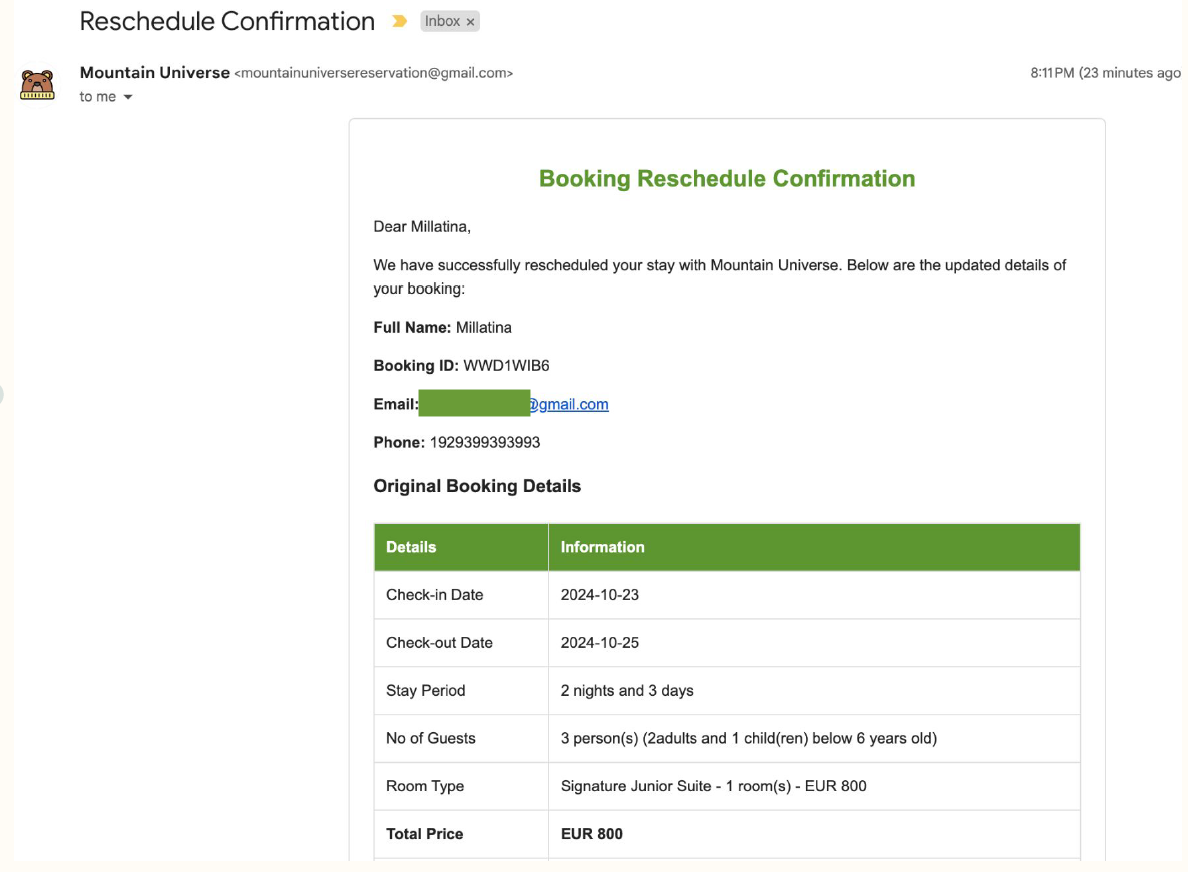 Reschedule Confirmation
Inbox ×
Mountain Universe <mountainuniversereservation@gmail.com>
8:11 PM (23 minutes ago
to me
Booking Reschedule Confirmation
Dear Millatina,
We have successfully rescheduled your stay with Mountain Universe. Below are the updated details of
your booking:
Full Name: Millatina
Booking ID: WWD1WIB6
Email: @gmail.com
Phone: 1929399393993
Original Booking Details
Details Information
Check-in Date 2024-10-23
Check-out Date 2024-10-25
Stay Period 2 nights and 3 days
No of Guests 3 person(s) (2adults and 1 child(ren) below 6 years old)
Room Type Signature Junior Suite - 1 room(s) - EUR 800
Total Price EUR 800